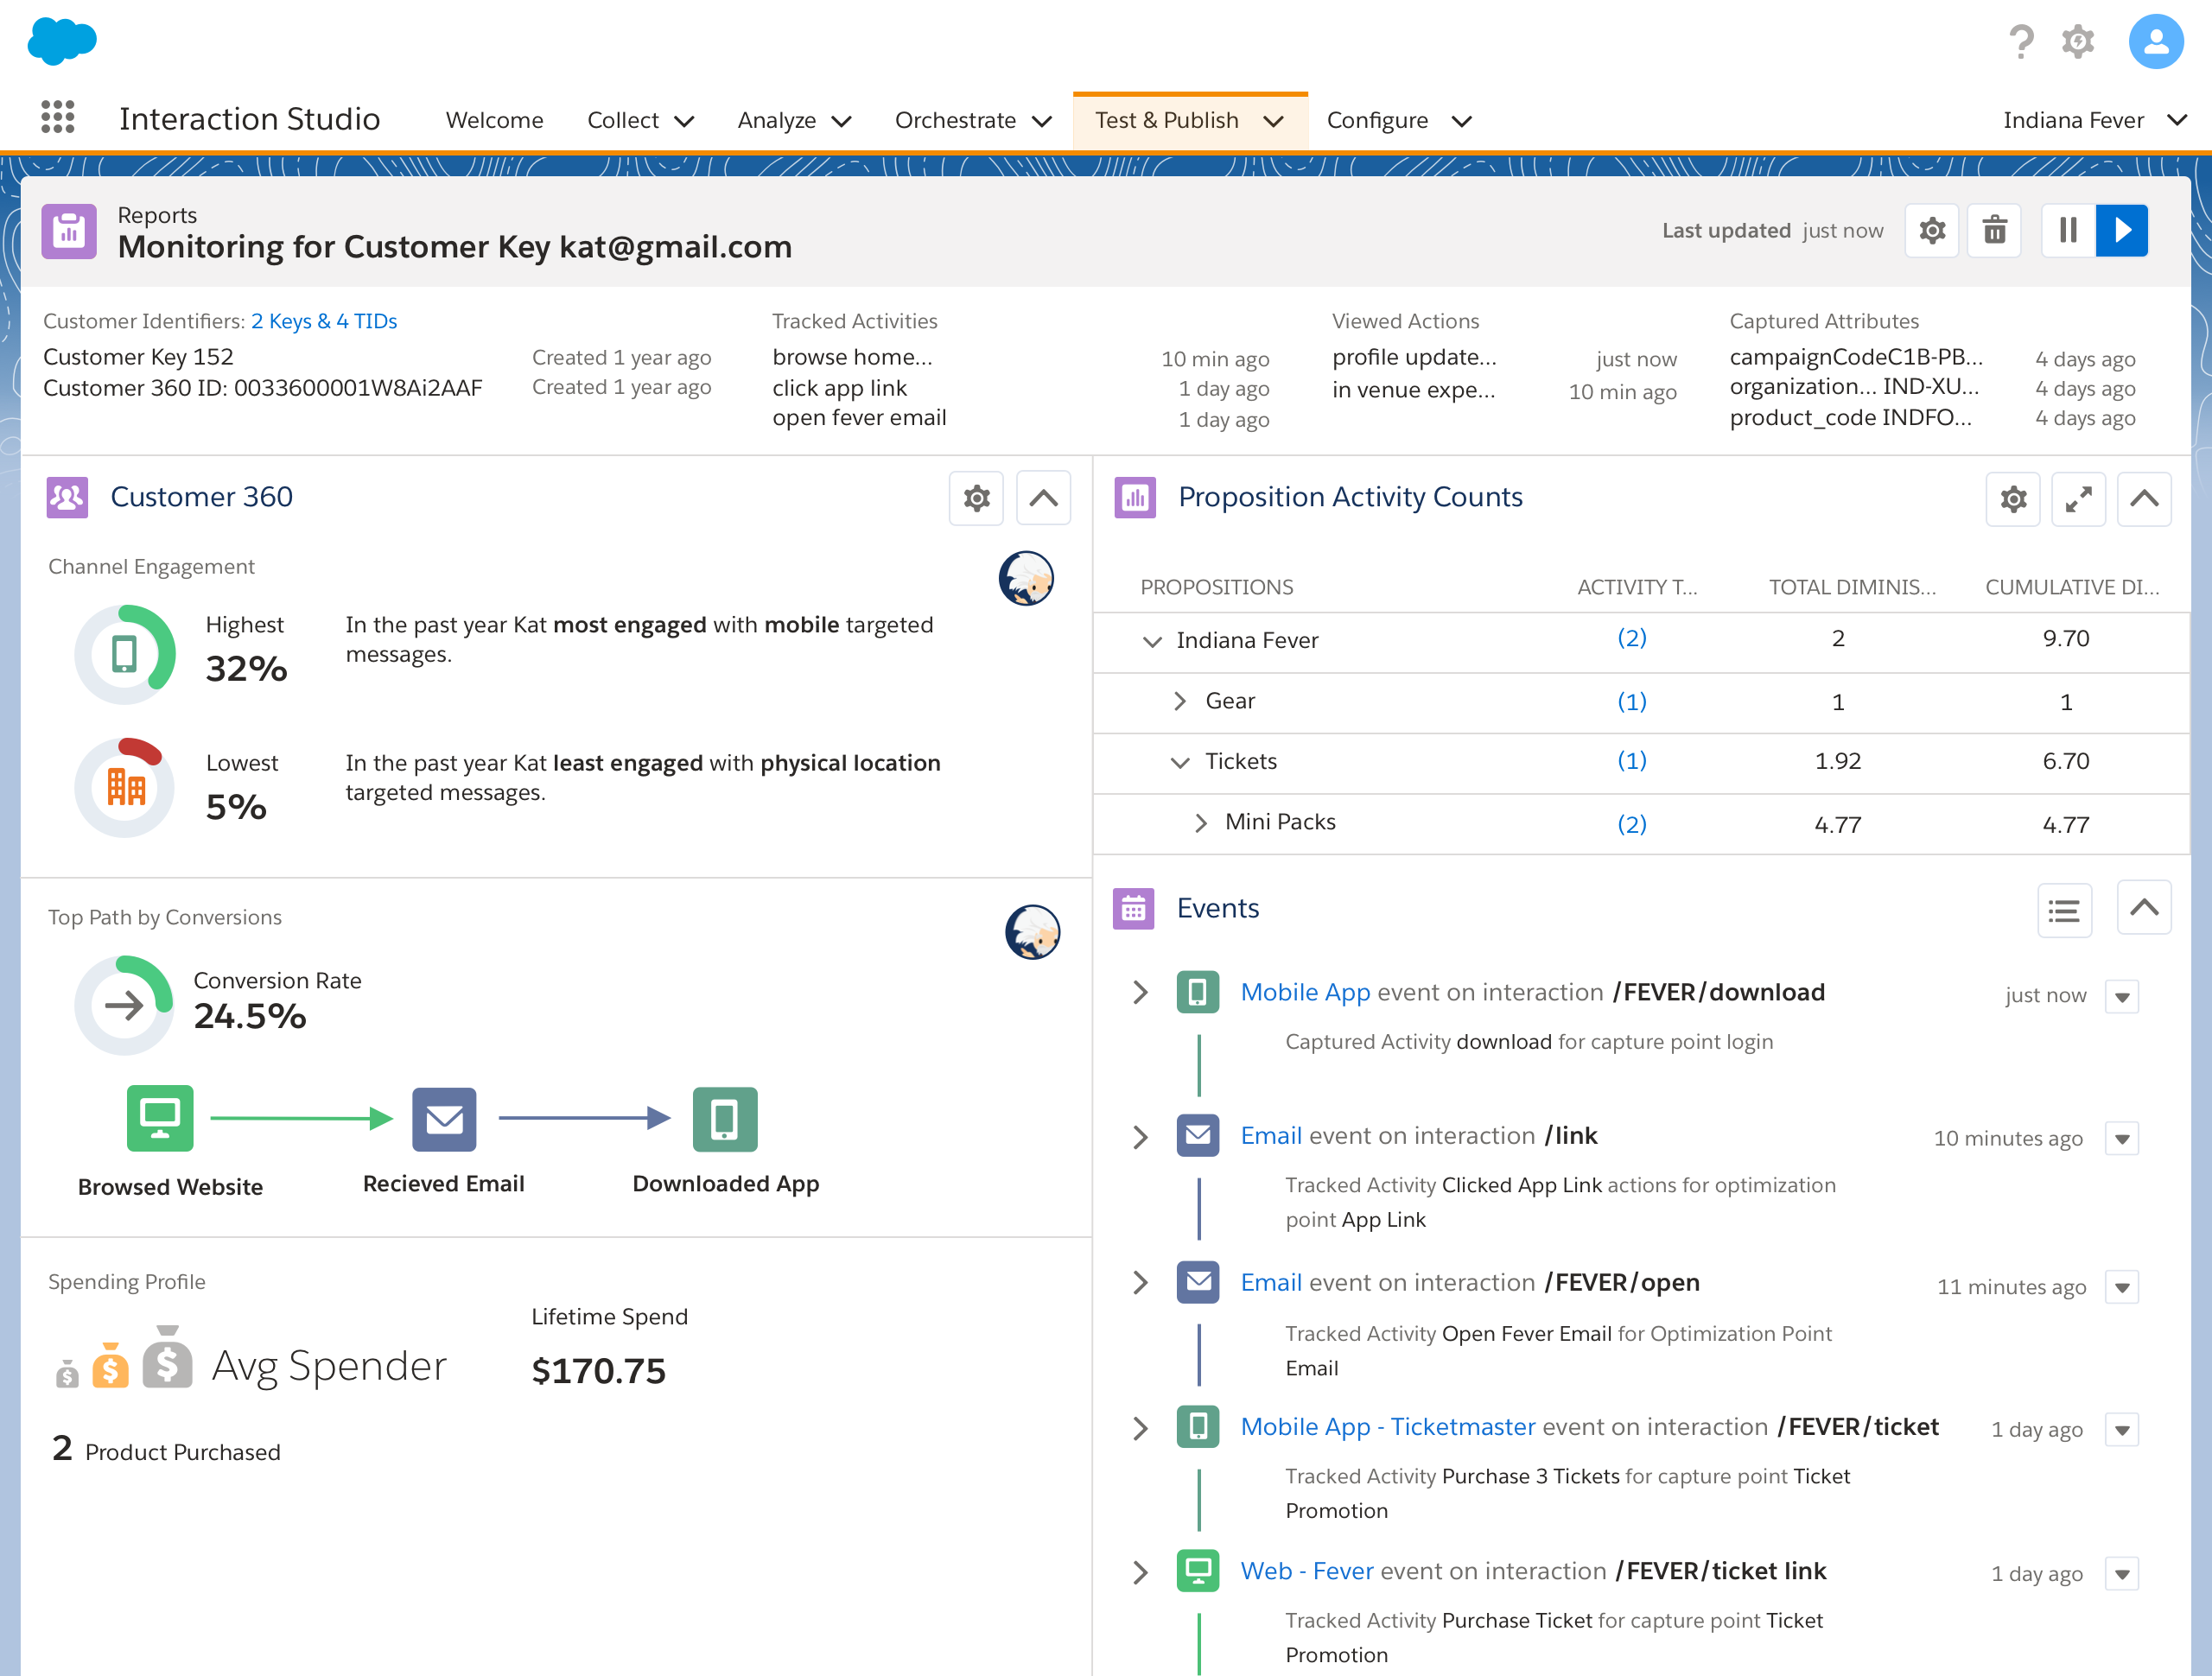 Interaction Studio
Welcome
Collect
Analyze
Orchestrate
Test & Publish
Configure
Indiana Fever
Reports
Monitoring for Customer Key kat@gmail.com
Last updated just now
Customer Identifiers: 2 Keys & 4 TIDs
Customer Key 152 Created 1 year ago
Customer 360 ID: 0033600001W8Ai2AAF Created 1 year ago
Tracked Activities
browse home... 10 min ago
click app link 1 day ago
open fever email 1 day ago
Viewed Actions
profile update... just now
in venue expe... 10 min ago
Captured Attributes
campaignCodeC1B-PB... 4 days ago
organization... IND-XU... 4 days ago
product_code INDFO... 4 days ago
Customer 360
Channel Engagement
Highest
32%
In the past year Kat most engaged with mobile targeted
messages.
Lowest
5%
In the past year Kat least engaged with physical location
targeted messages.
Top Path by Conversions
Conversion Rate
24.5%
Browsed Website
Recieved Email
Downloaded App
Spending Profile
Avg Spender
Lifetime Spend
$170.75
2 Product Purchased
Proposition Activity Counts
PROPOSITIONS ACTIVITY T... TOTAL DIMINIS... CUMULATIVE DI...
Indiana Fever (2) 2 9.70
Gear (1) 1 1
Tickets (1) 1.92 6.70
Mini Packs (2) 4.77 4.77
Events
Mobile App event on interaction /FEVER/download just now
Captured Activity download for capture point login
Email event on interaction /link 10 minutes ago
Tracked Activity Clicked App Link actions for optimization
point App Link
Email event on interaction /FEVER/open 11 minutes ago
Tracked Activity Open Fever Email for Optimization Point
Email
Mobile App - Ticketmaster event on interaction /FEVER/ticket 1 day ago
Tracked Activity Purchase 3 Tickets for capture point Ticket
Promotion
Web - Fever event on interaction /FEVER/ticket link 1 day ago
Tracked Activity Purchase Ticket for capture point Ticket
Promotion